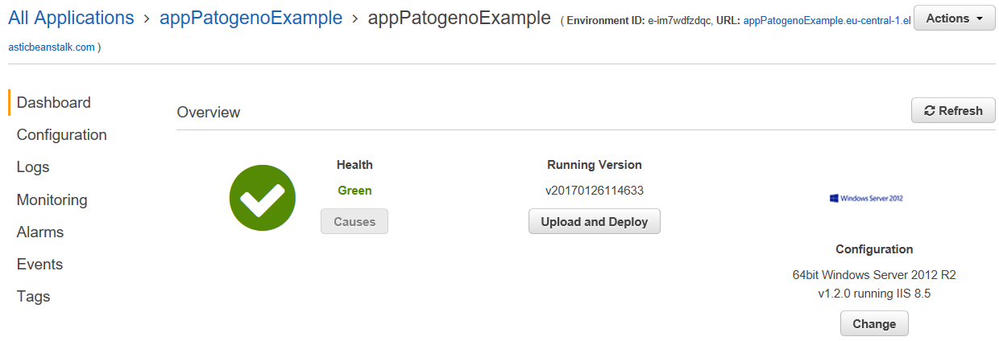 All Applications › appPatogenoExample › appPatogenoExample ( Environment ID: e-im7wdfzdqc, URL: appPatogenoExample.eu-central-1.el
asticbeanstalk.com )
Actions
Dashboard
Configuration
Logs
Monitoring
Alarms
Events
Tags
Overview
Refresh
Health
Green
Causes
Running Version
v20170126114633
Upload and Deploy
Windows Server 2012
Configuration
64bit Windows Server 2012 R2
v1.2.0 running IIS 8.5
Change